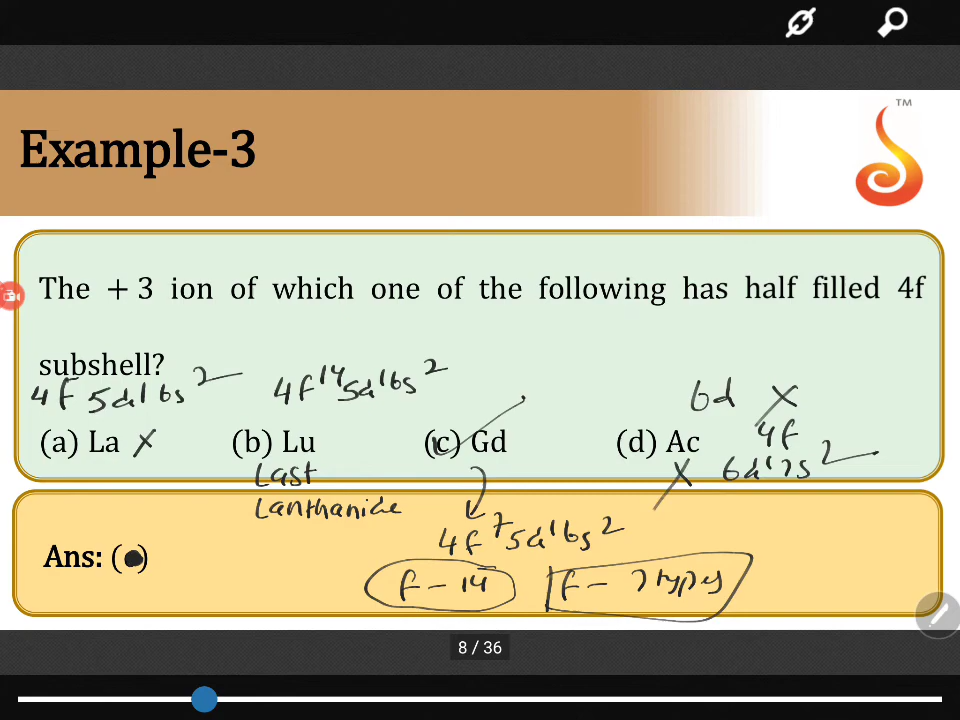 TM
Example-3
The +3 ion of which one of the following has half filled 4f
subshell?
4f 5d1 6s2 4f14 5d1 6s2 6d X
(a) La X (b) Lu (c) Gd (d) Ac 4f
Last X 6d1 7s2
Lanthanide
4f7 5d1 6s2
Ans: ( )
f - 14 f - 7 types
8 / 36